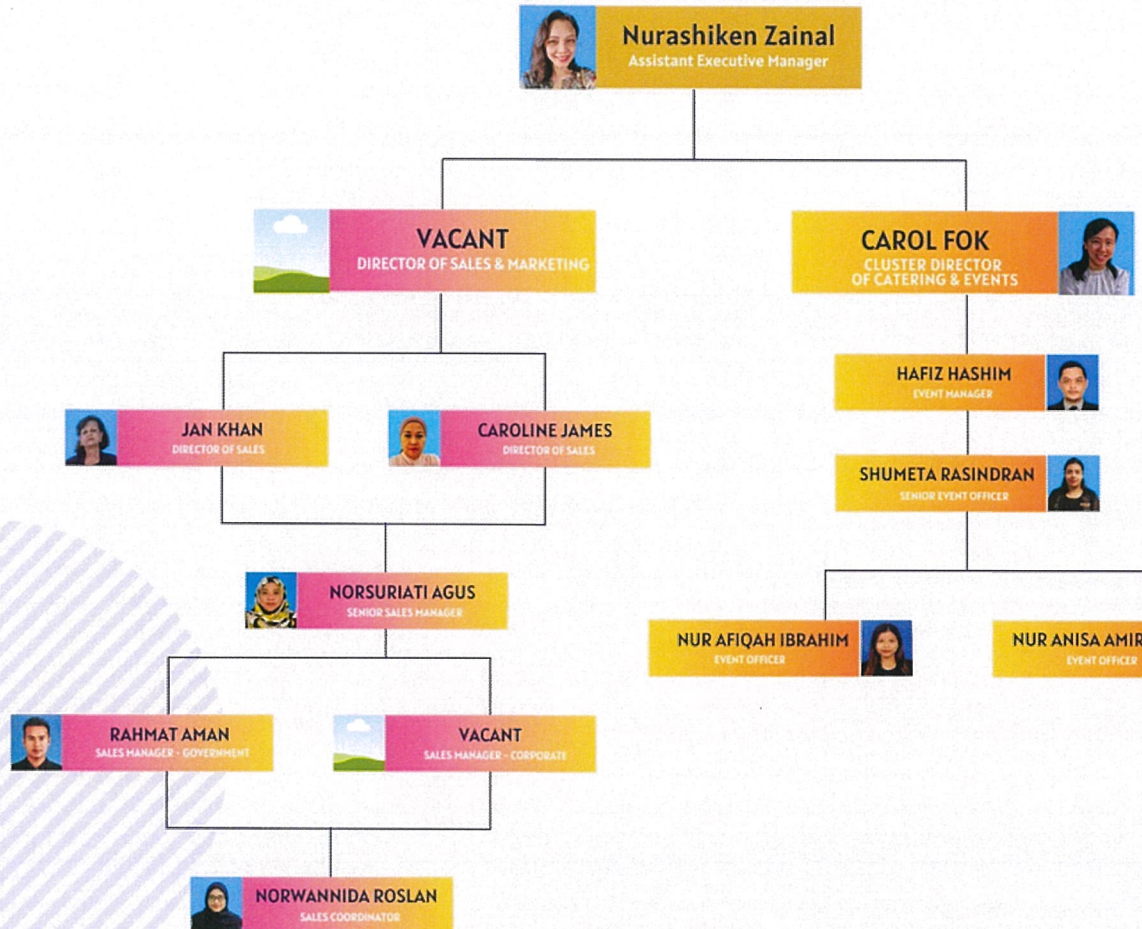 Nurashiken Zainal
Assistant Executive Manager
VACANT
DIRECTOR OF SALES & MARKETING
CAROL FOK
CLUSTER DIRECTOR
OF CATERING & EVENTS
HAFIZ HASHIM
EVENT MANAGER
JAN KHAN
DIRECTOR OF SALES
CAROLINE JAMES
DIRECTOR OF SALES
SHUMETA RASINDRAN
SENIOR EVENT OFFICER
NORSURIATI AGUS
SENIOR SALES MANAGER
NUR AFIQAH IBRAHIM
EVENT OFFICER
NUR ANISA AMIR
EVENT OFFICER
RAHMAT AMAN
SALES MANAGER - GOVERNMENT
VACANT
SALES MANAGER - CORPORATE
NORWANNIDA ROSLAN
SALES COORDINATOR